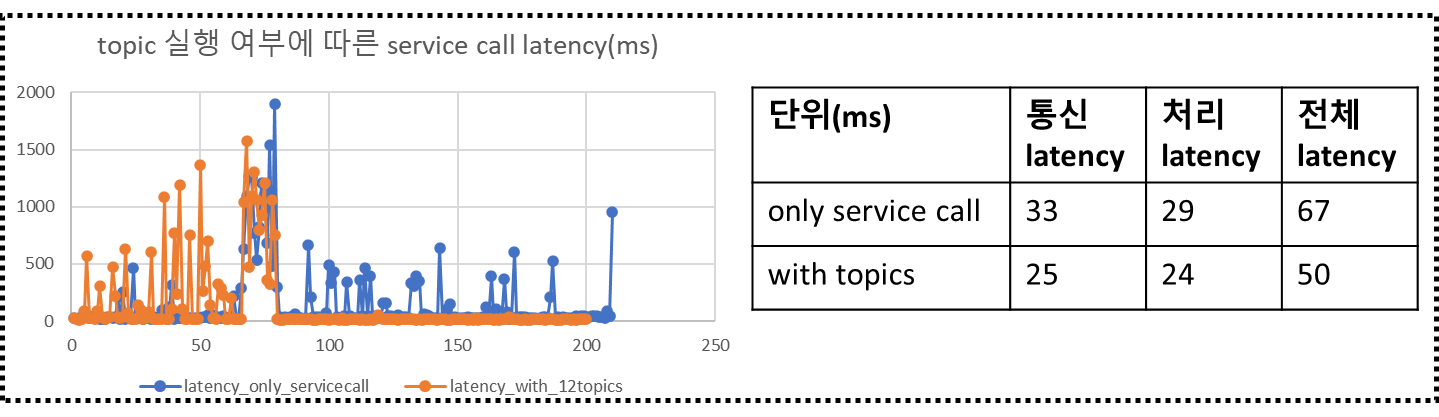 topic 실행 여부에 따른 service call latency(ms)
2000
1500
1000
500
0
0 50 100 150 200 250
latency_only_servicecall latency_with_12topics
단위(ms) 통신 latency 처리 latency 전체 latency
only service call 33 29 67
with topics 25 24 50